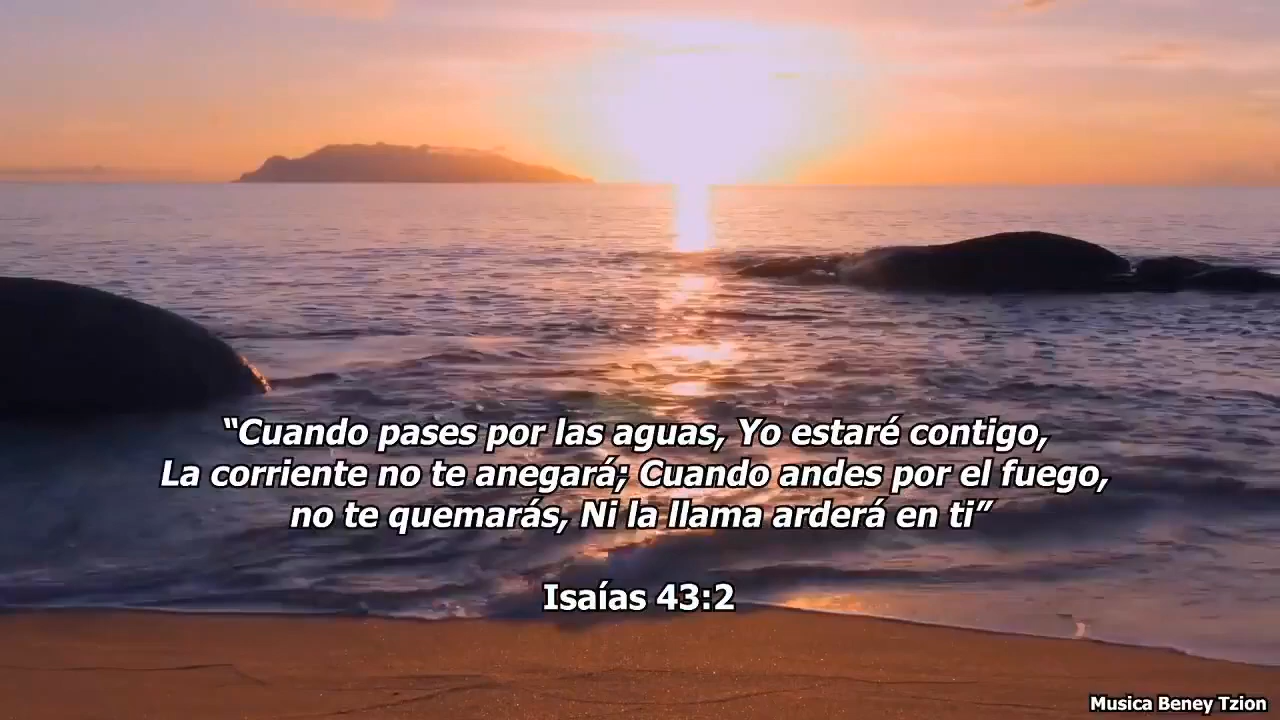 “Cuando pases por las aguas, Yo estaré contigo,
La corriente no te anegará; Cuando andes por el fuego,
no te quemarás, Ni la llama arderá en ti”
Isaías 43:2
Musica Beney Tzion